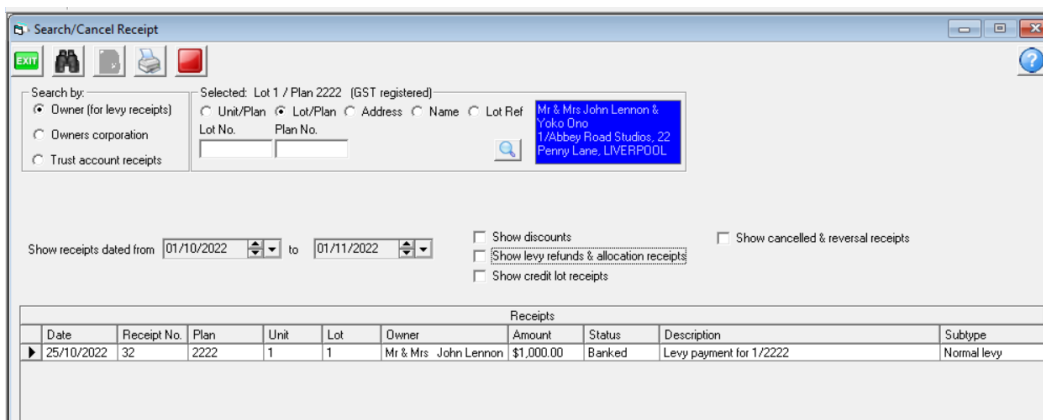 Search/Cancel Receipt
EXIT
?
Search by:
Owner (for levy receipts)
Owners corporation
Trust account receipts
Selected: Lot 1 / Plan 2222 (GST registered)
Unit/Plan Lot/Plan Address Name Lot Ref
Lot No. Plan No.
Mr & Mrs John Lennon &
Yoko Ono
1/Abbey Road Studios, 22
Penny Lane, LIVERPOOL
Show receipts dated from 01/10/2022 to 01/11/2022
Show discounts
Show levy refunds & allocation receipts
Show credit lot receipts
Show cancelled & reversal receipts
Receipts
Date Receipt No. Plan Unit Lot Owner Amount Status Description Subtype
25/10/2022 32 2222 1 1 Mr & Mrs John Lennon $1,000.00 Banked Levy payment for 1/2222 Normal levy